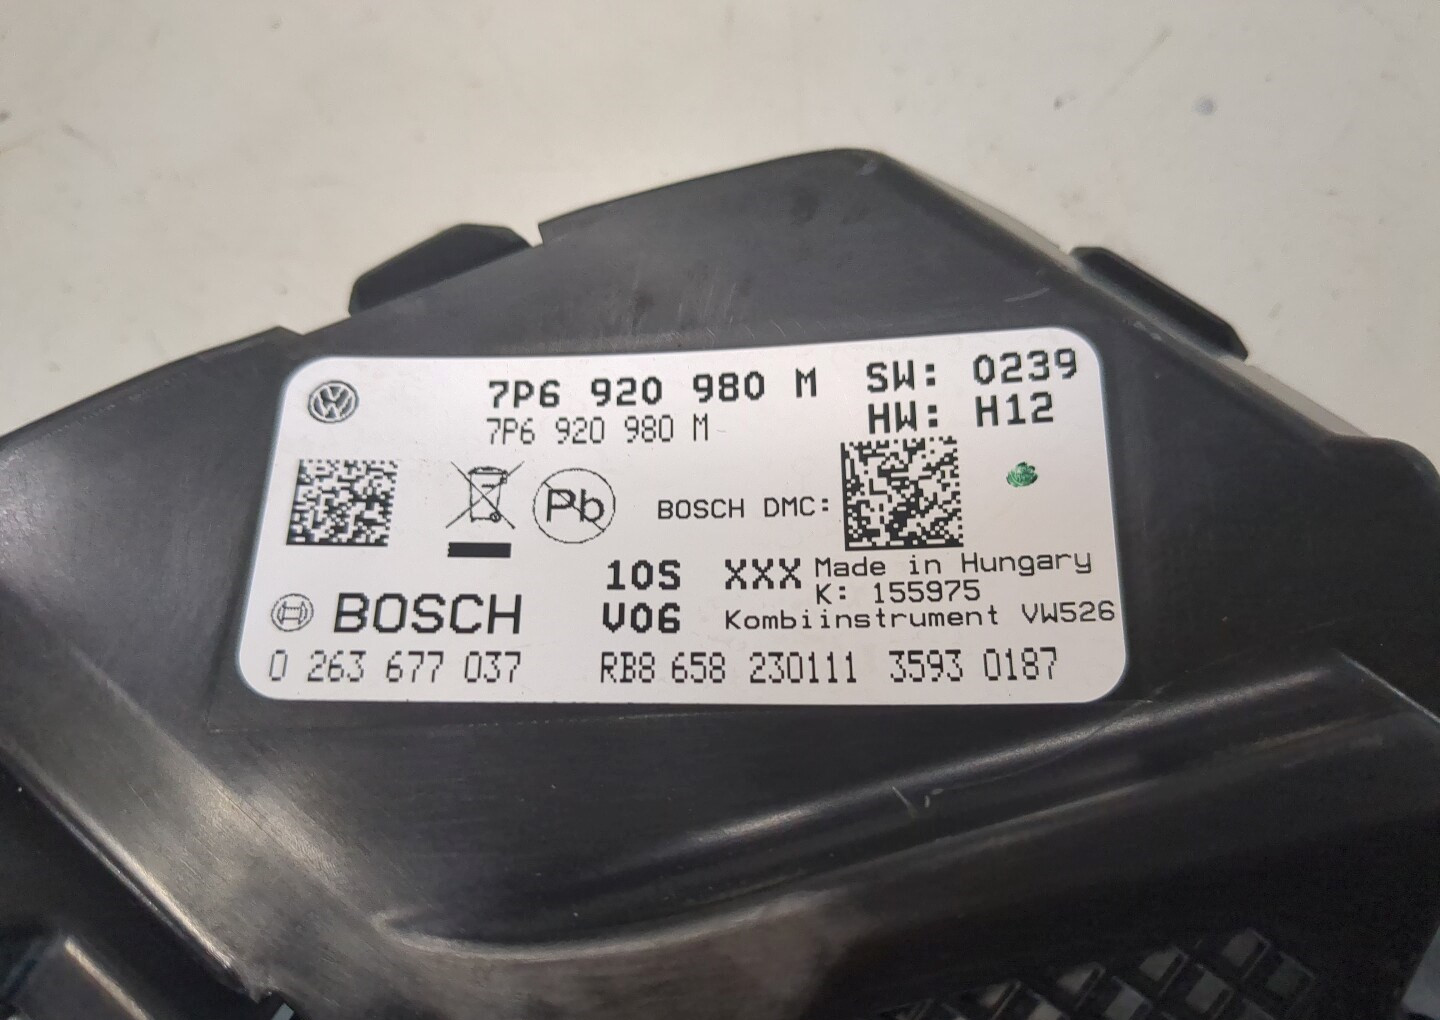 7P6 920 980 M
7P6 920 980 M
SW: 0239
HW: H12
Pb
BOSCH DMC:
10S XXX
V06
Made in Hungary
K: 155975
Kombiinstrument VW526
BOSCH
0 263 677 037
RB8 658 230111 3593 0187